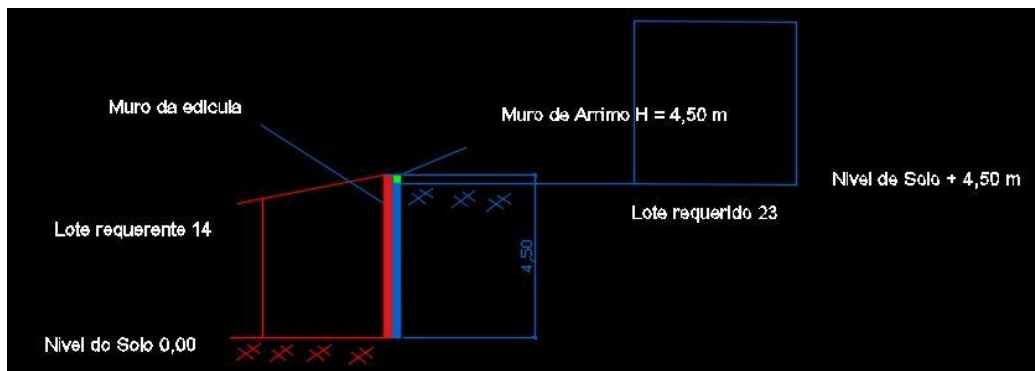 Muro da edicula
Muro de Arrimo H = 4,50 m
Nivel de Solo + 4,50 m
Lote requerido 23
Lote requerente 14
4,50
Nivel do Solo 0,00